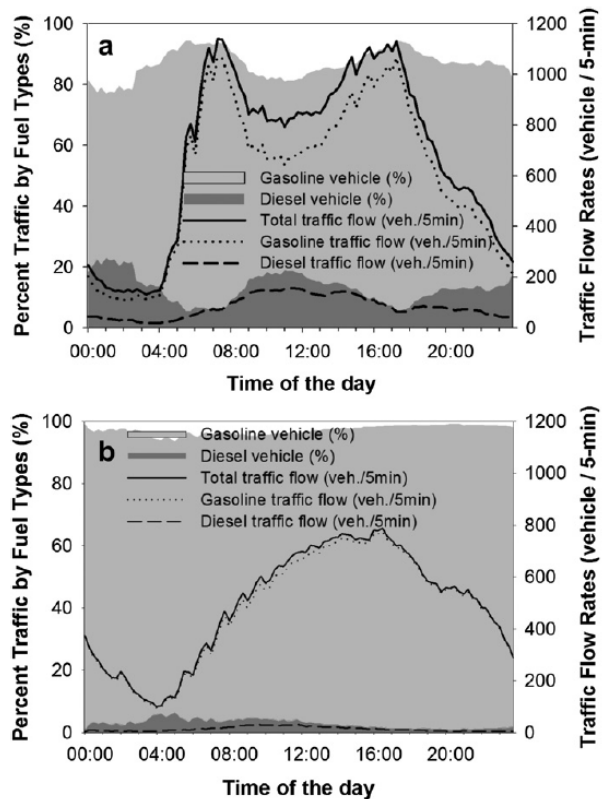 a
Percent Traffic by Fuel Types (%)
100
80
60
40
20
0
1200
1000
800
600
400
200
0
Traffic Flow Rates (vehicle / 5-min)
Gasoline vehicle (%)
Diesel vehicle (%)
Total traffic flow (veh./5min)
Gasoline traffic flow (veh./5min)
Diesel traffic flow (veh./5min)
00:00 04:00 08:00 12:00 16:00 20:00
Time of the day
b
Percent Traffic by Fuel Types (%)
100
80
60
40
20
0
1200
1000
800
600
400
200
0
Traffic Flow Rates (vehicle / 5-min)
Gasoline vehicle (%)
Diesel vehicle (%)
Total traffic flow (veh./5min)
Gasoline traffic flow (veh./5min)
Diesel traffic flow (veh./5min)
00:00 04:00 08:00 12:00 16:00 20:00
Time of the day